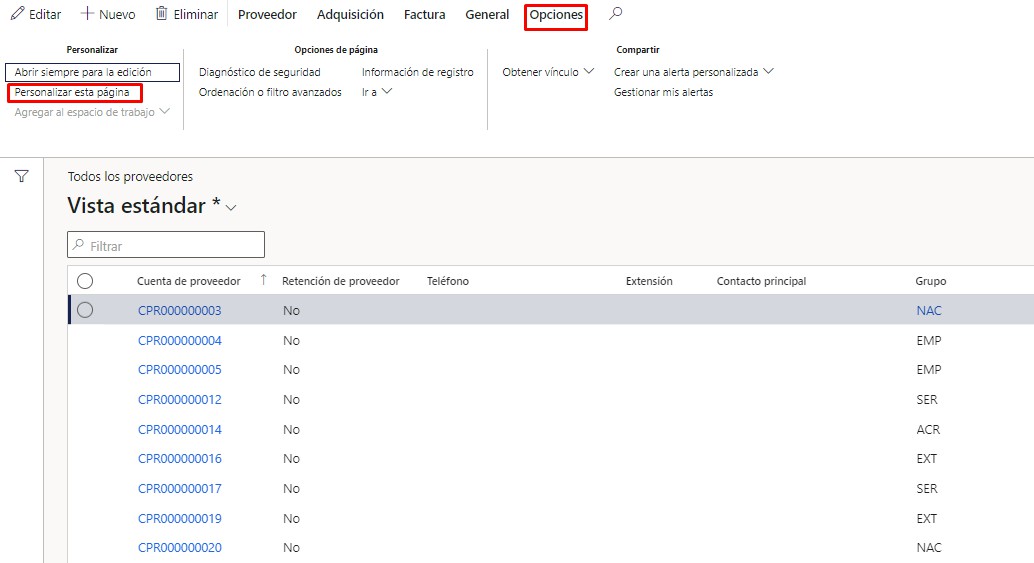 Editar Nuevo Eliminar Proveedor Adquisición Factura General Opciones
Personalizar Opciones de página Compartir
Abrir siempre para la edición Diagnóstico de seguridad Información de registro Obtener vínculo Crear una alerta personalizada
Personalizar esta página Ordenación o filtro avanzados Ir a Gestionar mis alertas
Agregar al espacio de trabajo
Todos los proveedores
Vista estándar *
Filtrar
Cuenta de proveedor Retención de proveedor Teléfono Extensión Contacto principal Grupo
CPR000000003 No NAC
CPR000000004 No EMP
CPR000000005 No EMP
CPR000000012 No SER
CPR000000014 No ACR
CPR000000016 No EXT
CPR000000017 No SER
CPR000000019 No EXT
CPR000000020 No NAC